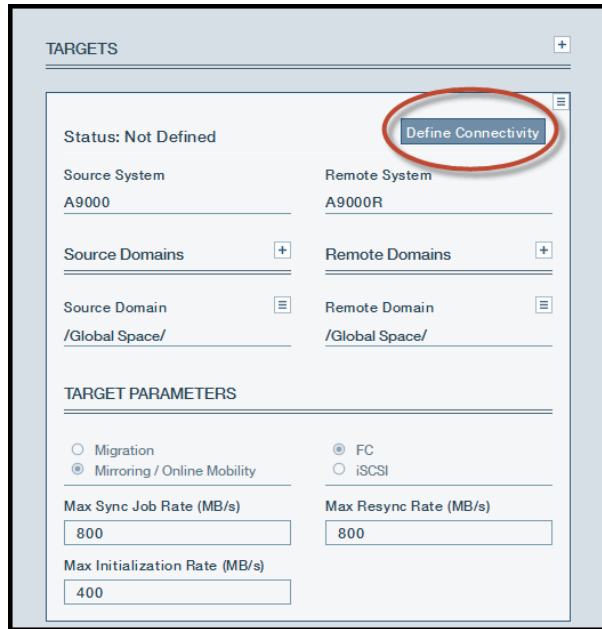 TARGETS
Status: Not Defined
Define Connectivity
Source System
Remote System
A9000
A9000R
Source Domains
Remote Domains
Source Domain
Remote Domain
/Global Space/
/Global Space/
TARGET PARAMETERS
Migration
FC
Mirroring / Online Mobility
iSCSI
Max Sync Job Rate (MB/s)
Max Resync Rate (MB/s)
800
800
Max Initialization Rate (MB/s)
400